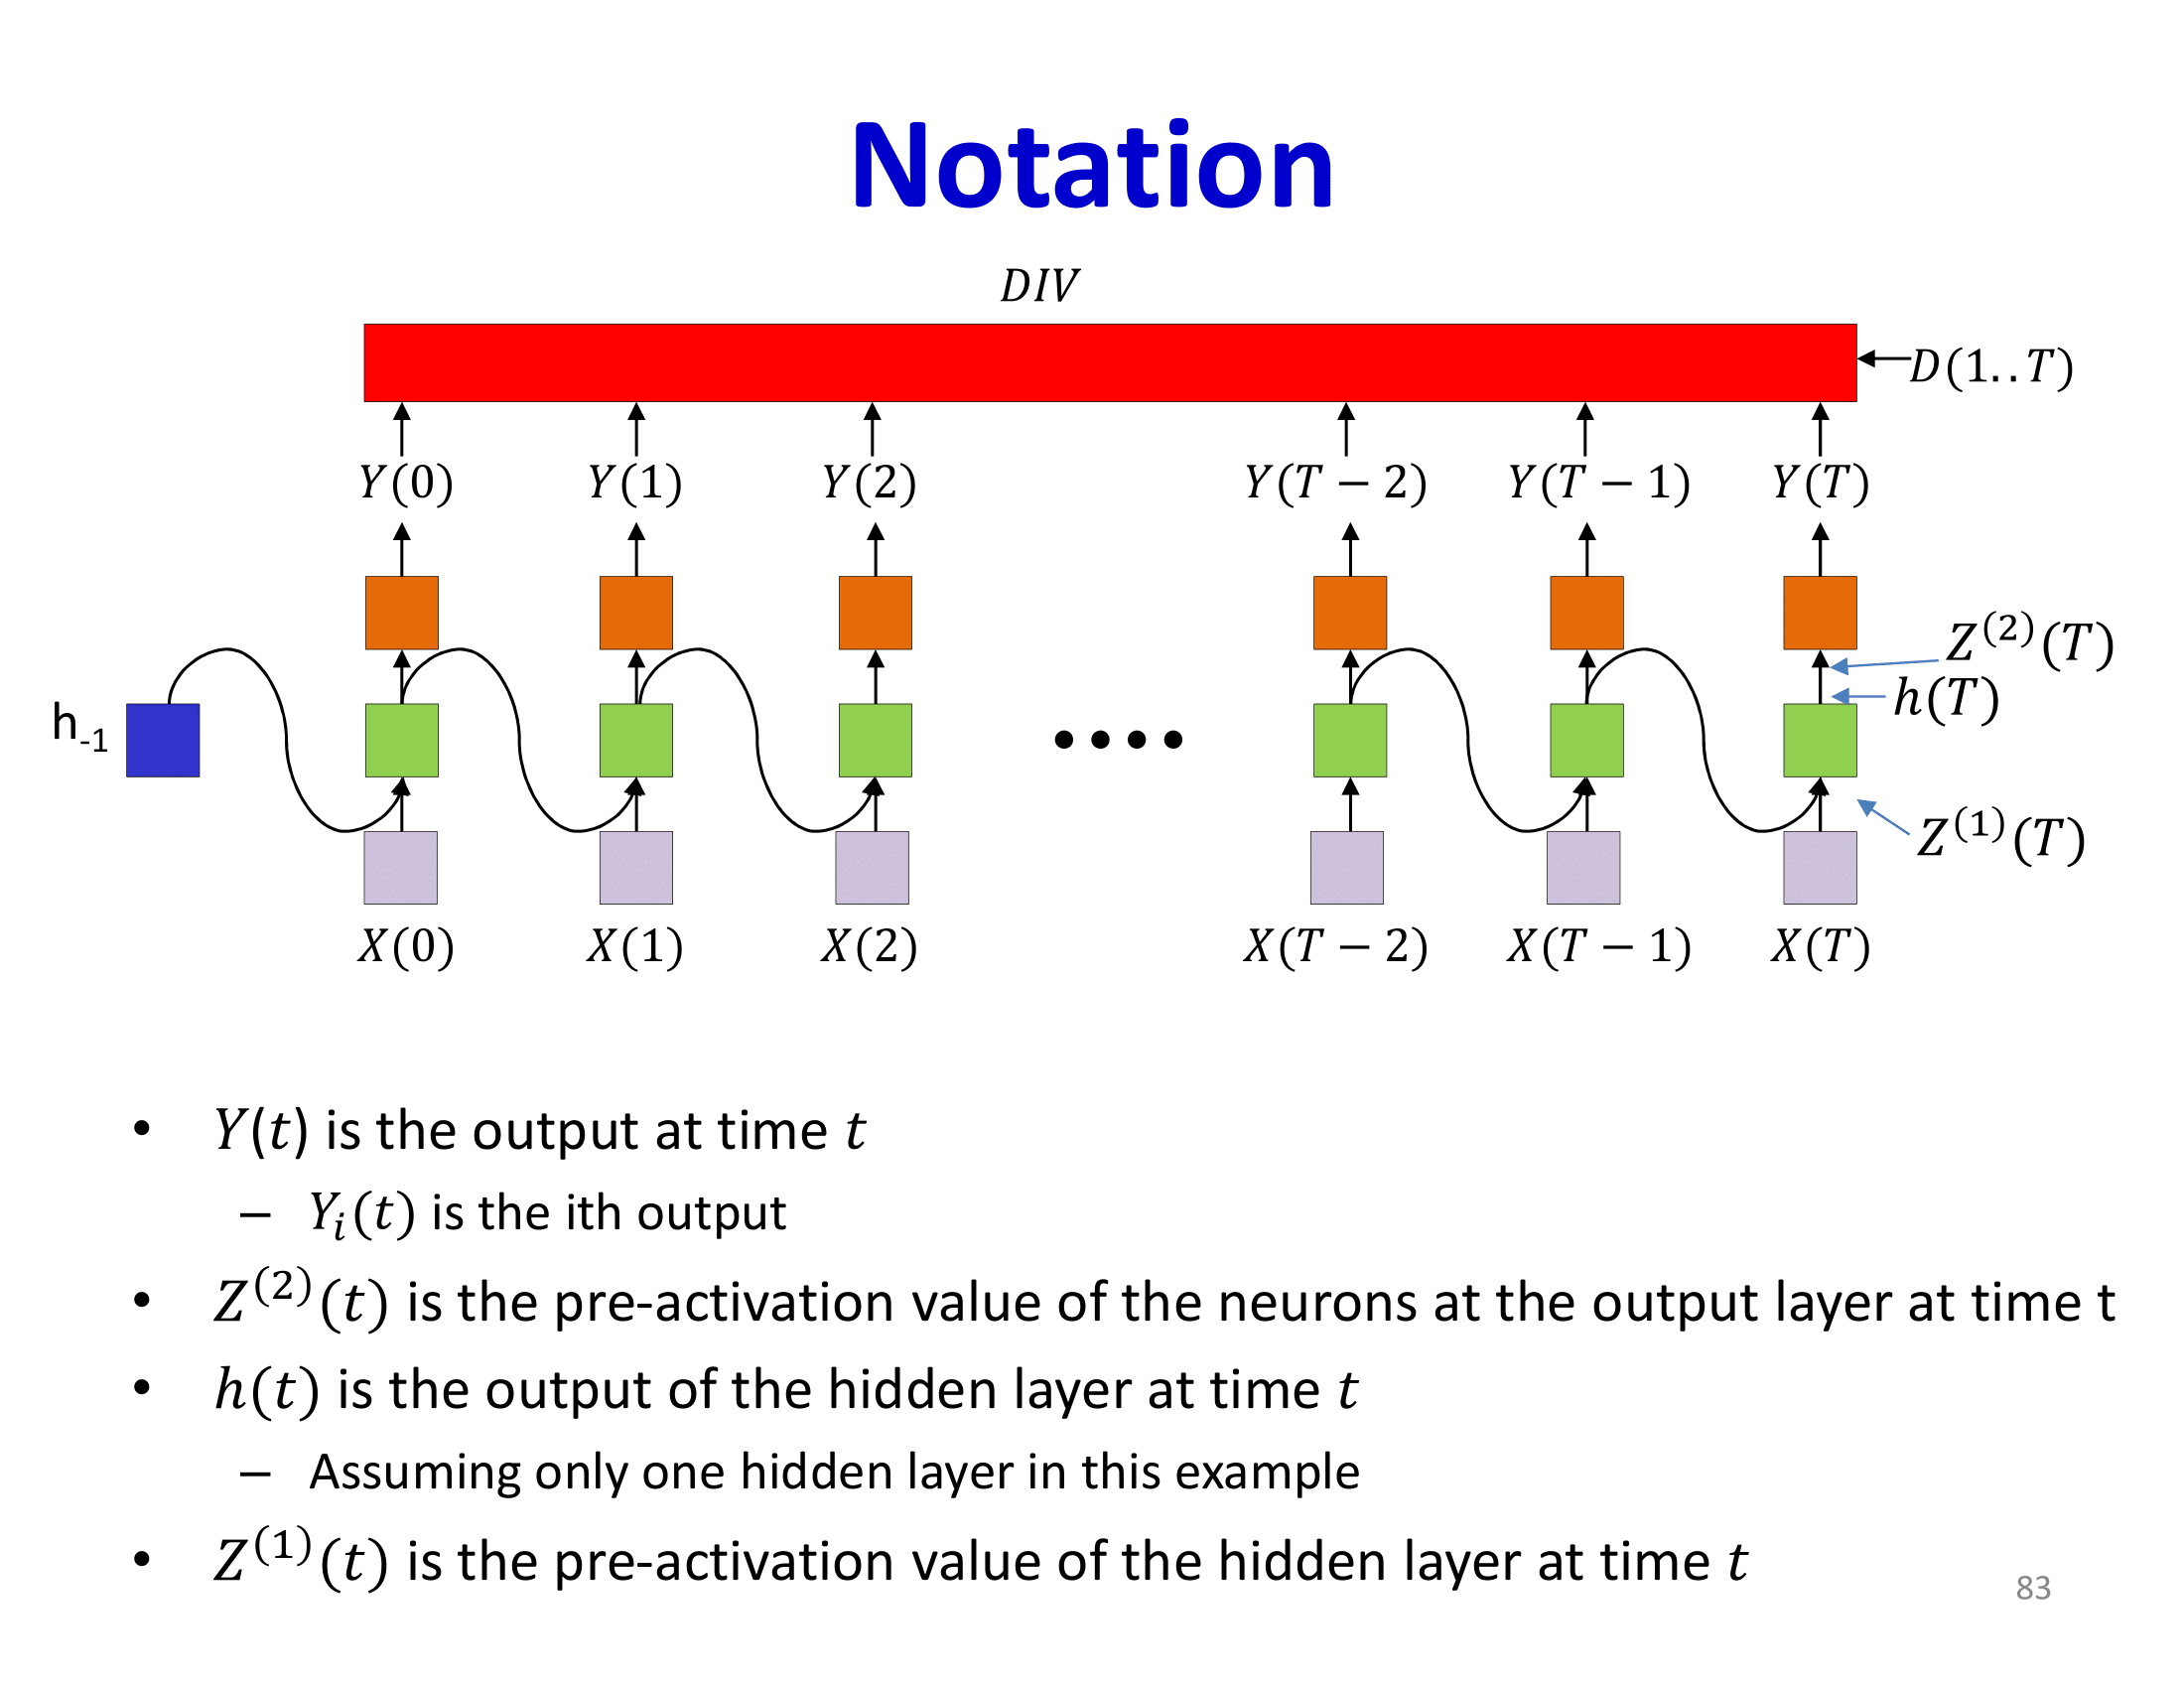 Notation
DIV
D(1..T)
Y(0) Y(1) Y(2) Y(T − 2) Y(T − 1) Y(T)
Z⁽²⁾(T)
h(T)
h₋₁
Z⁽¹⁾(T)
X(0) X(1) X(2) X(T − 2) X(T − 1) X(T)
• Y(t) is the output at time t
– Yᵢ(t) is the ith output
• Z⁽²⁾(t) is the pre-activation value of the neurons at the output layer at time t
• h(t) is the output of the hidden layer at time t
– Assuming only one hidden layer in this example
• Z⁽¹⁾(t) is the pre-activation value of the hidden layer at time t
83